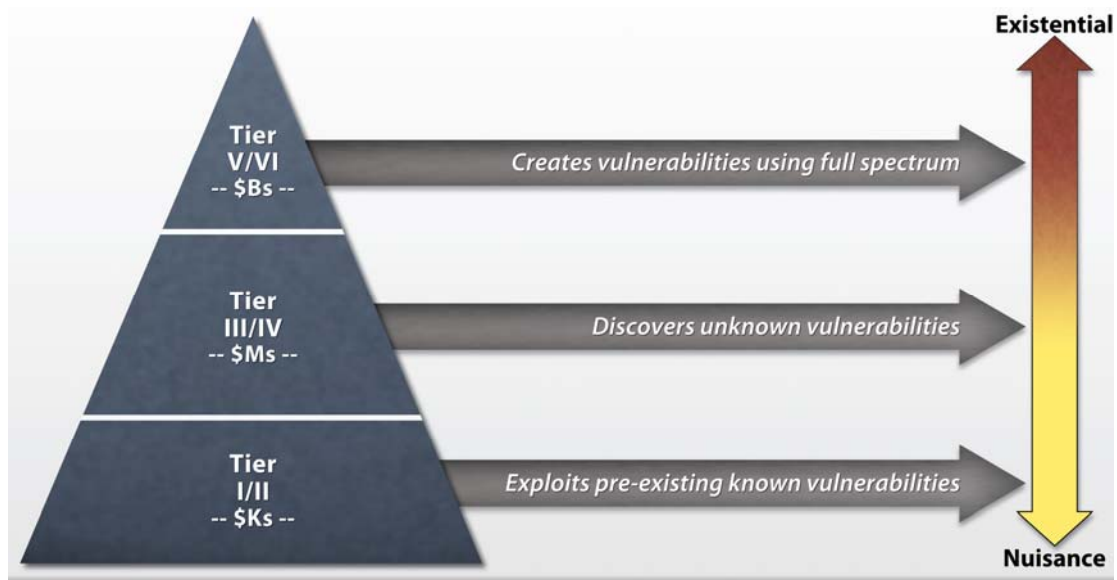 Existential
Tier
V/VI
-- $Bs --
Creates vulnerabilities using full spectrum
Tier
III/IV
-- $Ms --
Discovers unknown vulnerabilities
Tier
I/II
-- $Ks --
Exploits pre-existing known vulnerabilities
Nuisance